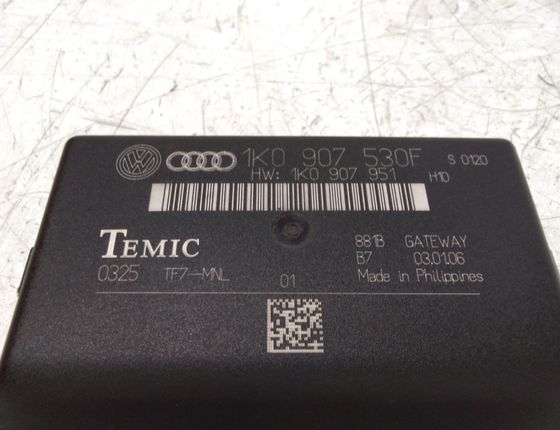 1K0 907 530F S 0120
HW: 1K0 907 951 H10
TEMIC
881B GATEWAY
B7 03.01.06
0325 TF7-MNL 01
Made in Philippines